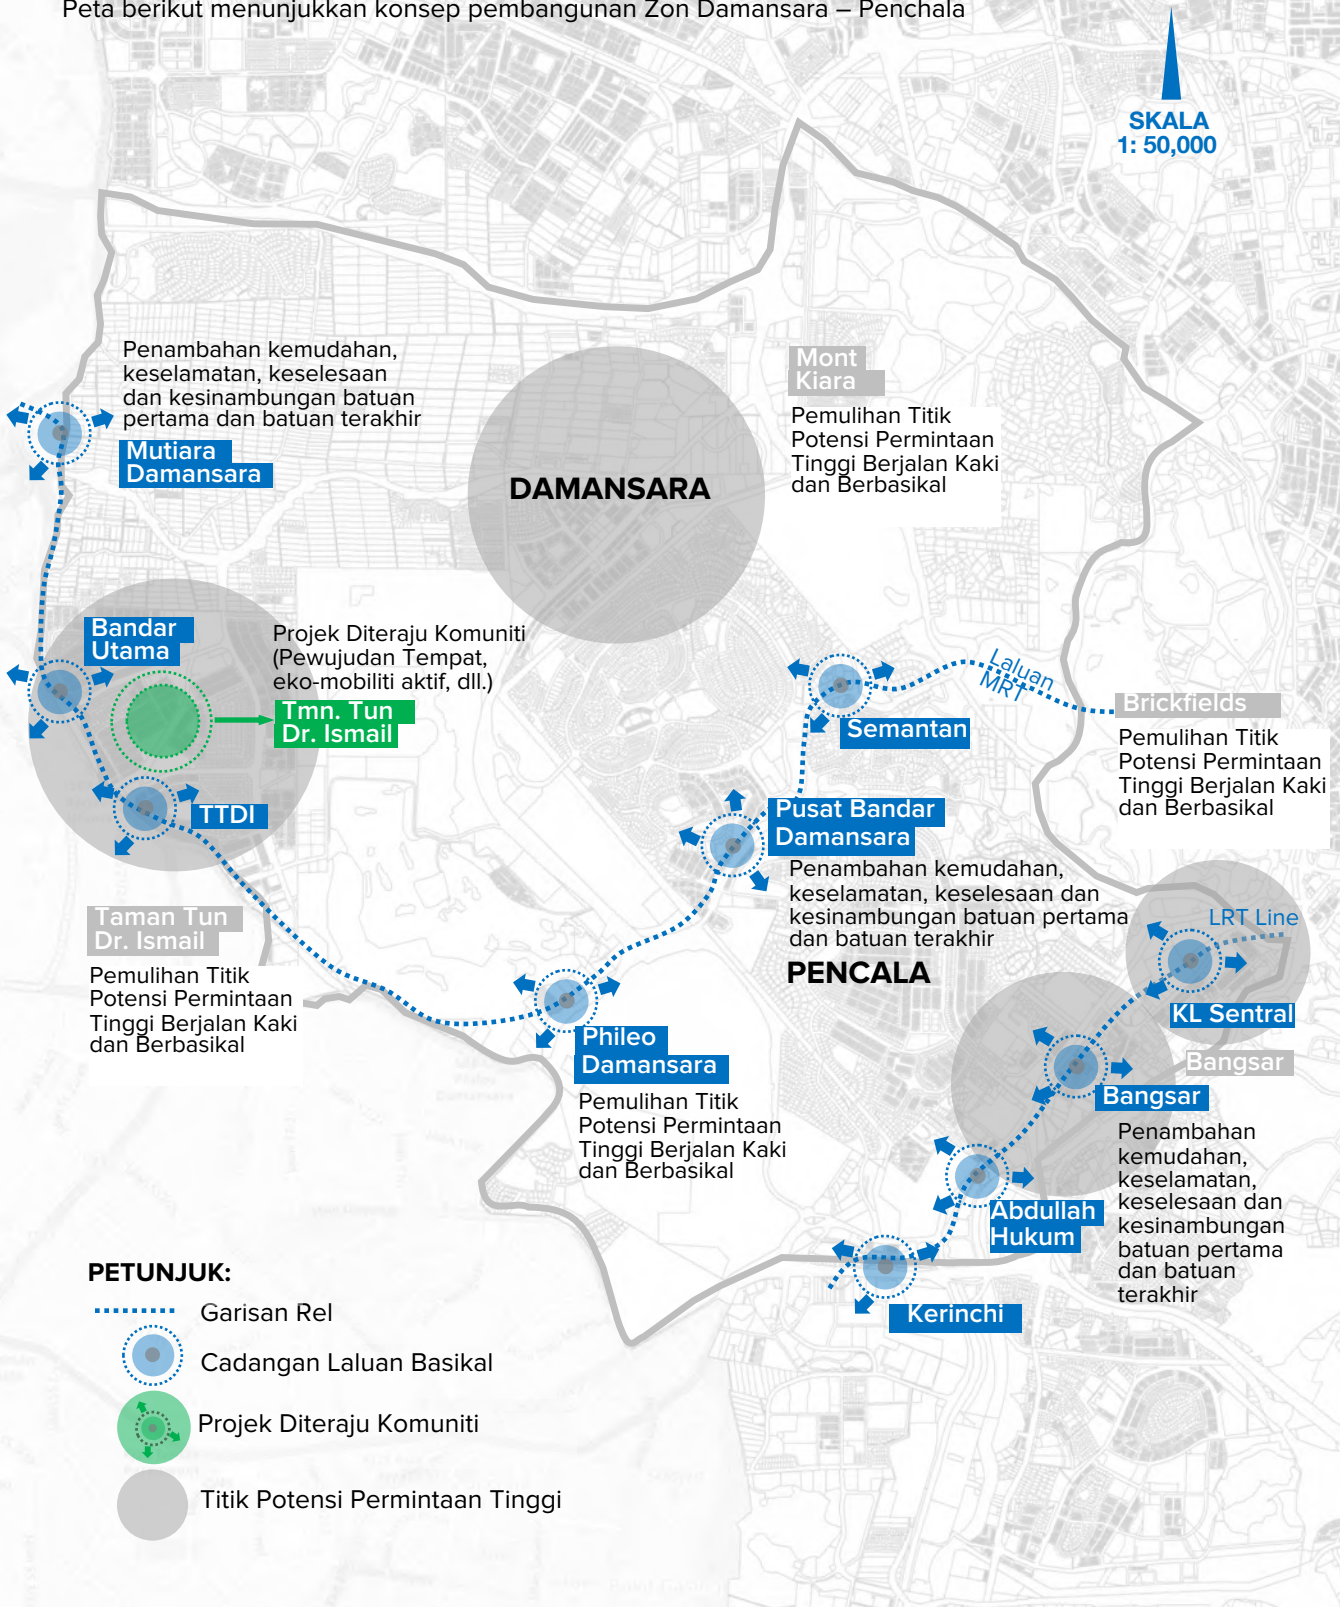 Peta berikut menunjukkan konsep pembangunan Zon Damansara – Penchala
SKALA
1: 50,000
Penambahan kemudahan,
keselamatan, keselesaan
dan kesinambungan batuan
pertama dan batuan terakhir
Mutiara
Damansara
DAMANSARA
Mont
Kiara
Pemulihan Titik
Potensi Permintaan
Tinggi Berjalan Kaki
dan Berbasikal
Bandar
Utama
Projek Diteraju Komuniti
(Pewujudan Tempat,
eko-mobiliti aktif, dll.)
Tmn. Tun
Dr. Ismail
TTDI
Laluan
MRT
Semantan
Brickfields
Pemulihan Titik
Potensi Permintaan
Tinggi Berjalan Kaki
dan Berbasikal
Pusat Bandar
Damansara
Penambahan kemudahan,
keselamatan, keselesaan dan
kesinambungan batuan pertama
dan batuan terakhir
PENCALA
Taman Tun
Dr. Ismail
Pemulihan Titik
Potensi Permintaan
Tinggi Berjalan Kaki
dan Berbasikal
LRT Line
KL Sentral
Phileo
Damansara
Pemulihan Titik
Potensi Permintaan
Tinggi Berjalan Kaki
dan Berbasikal
Bangsar
Bangsar
Penambahan
kemudahan,
keselamatan,
keselesaan dan
kesinambungan
batuan pertama
dan batuan
terakhir
Abdullah
Hukum
Kerinchi
PETUNJUK:
Garisan Rel
Cadangan Laluan Basikal
Projek Diteraju Komuniti
Titik Potensi Permintaan Tinggi